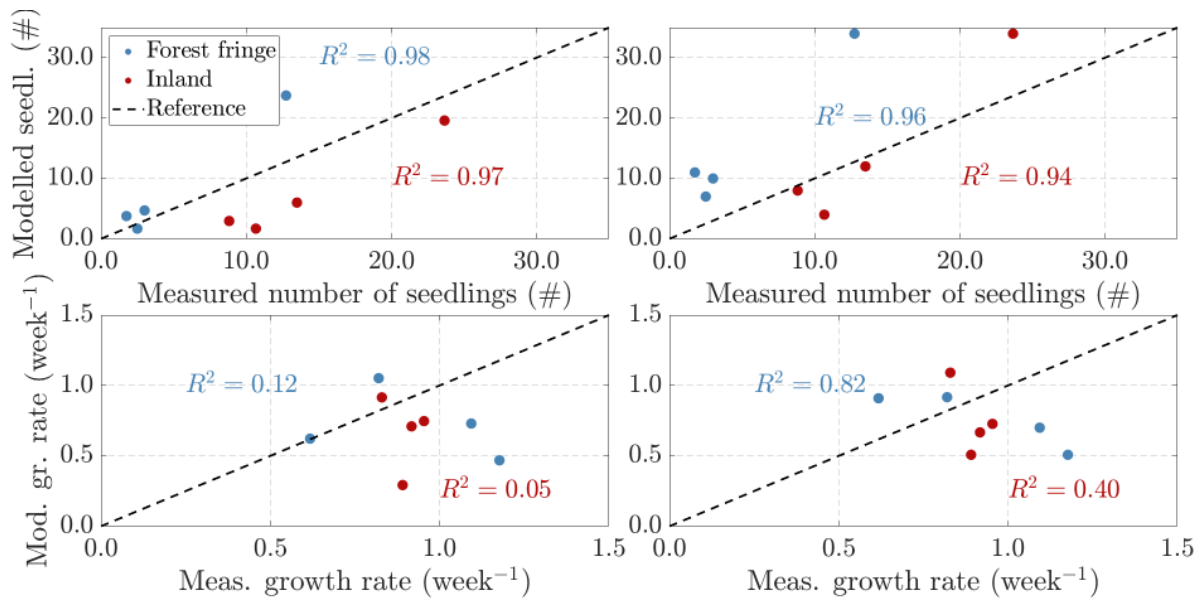 Modelled seedl. (#)
30.0
20.0
10.0
0.0
Forest fringe
Inland
Reference
R² = 0.98
R² = 0.97
0.0 10.0 20.0 30.0
Measured number of seedlings (#)
30.0
20.0
10.0
0.0
R² = 0.96
R² = 0.94
0.0 10.0 20.0 30.0
Measured number of seedlings (#)
Mod. gr. rate (week⁻¹)
1.5
1.0
0.5
0.0
R² = 0.12
R² = 0.05
0.0 0.5 1.0 1.5
Meas. growth rate (week⁻¹)
1.5
1.0
0.5
0.0
R² = 0.82
R² = 0.40
0.0 0.5 1.0 1.5
Meas. growth rate (week⁻¹)